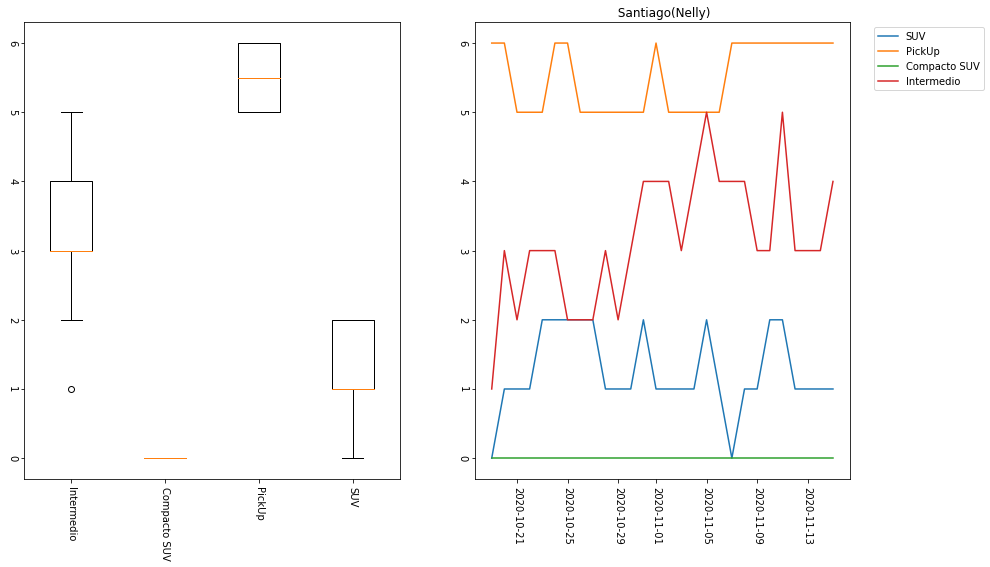 6
5
4
3
2
1
0
Intermedio
Compacto SUV
PickUp
SUV
Santiago(Nelly)
6
5
4
3
2
1
0
2020-10-21
2020-10-25
2020-10-29
2020-11-01
2020-11-05
2020-11-09
2020-11-13
SUV
PickUp
Compacto SUV
Intermedio